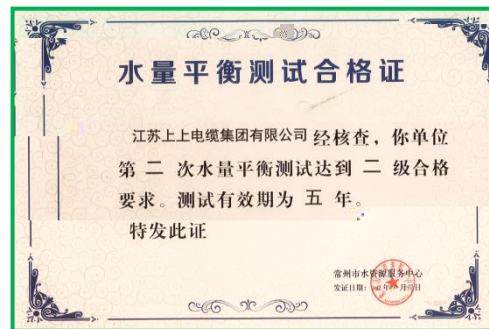 水量平衡测试合格证
江苏上上电缆集团有限公司 经核查，你单位
第 二 次水量平衡测试达到 二 级合格
要求。测试有效期为 五 年。
特发此证
常州市水资源服务中心
发证日期：